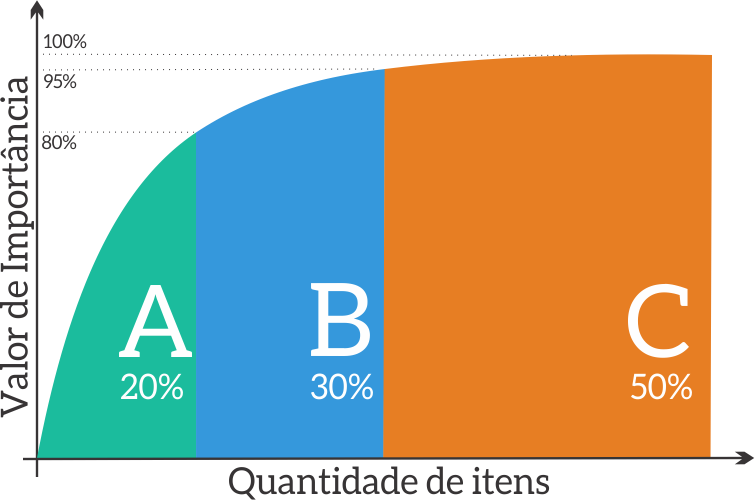 100%
95%
80%
Valor de Importância
A
20%
B
30%
C
50%
Quantidade de itens